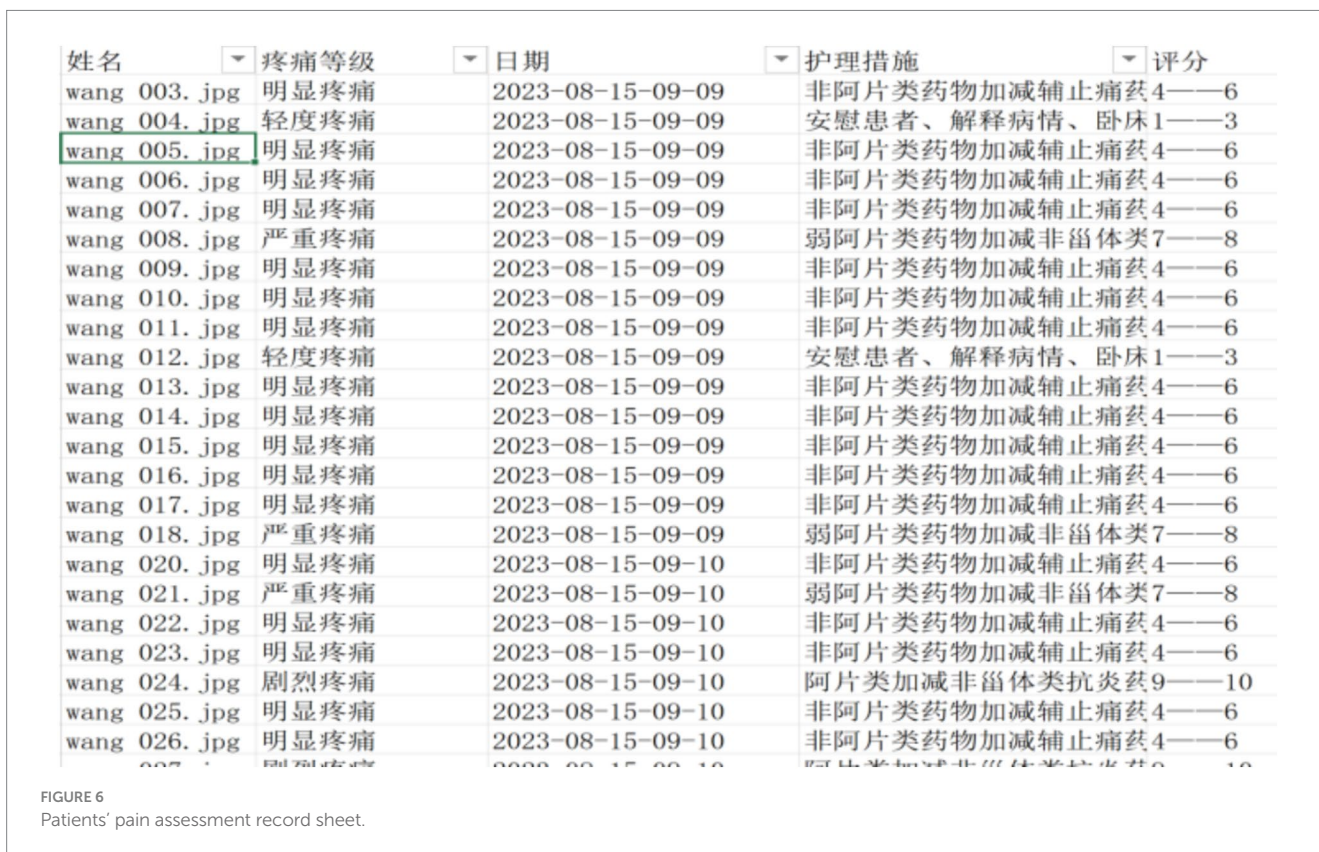 姓名 疼痛等级 日期 护理措施 评分
wang 003. jpg 明显疼痛 2023-08-15-09-09 非阿片类药物加减辅止痛药 4——6
wang 004. jpg 轻度疼痛 2023-08-15-09-09 安慰患者、解释病情、卧床 1——3
wang 005. jpg 明显疼痛 2023-08-15-09-09 非阿片类药物加减辅止痛药 4——6
wang 006. jpg 明显疼痛 2023-08-15-09-09 非阿片类药物加减辅止痛药 4——6
wang 007. jpg 明显疼痛 2023-08-15-09-09 非阿片类药物加减辅止痛药 4——6
wang 008. jpg 严重疼痛 2023-08-15-09-09 弱阿片类药物加减非甾体类 7——8
wang 009. jpg 明显疼痛 2023-08-15-09-09 非阿片类药物加减辅止痛药 4——6
wang 010. jpg 明显疼痛 2023-08-15-09-09 非阿片类药物加减辅止痛药 4——6
wang 011. jpg 明显疼痛 2023-08-15-09-09 非阿片类药物加减辅止痛药 4——6
wang 012. jpg 轻度疼痛 2023-08-15-09-09 安慰患者、解释病情、卧床 1——3
wang 013. jpg 明显疼痛 2023-08-15-09-09 非阿片类药物加减辅止痛药 4——6
wang 014. jpg 明显疼痛 2023-08-15-09-09 非阿片类药物加减辅止痛药 4——6
wang 015. jpg 明显疼痛 2023-08-15-09-09 非阿片类药物加减辅止痛药 4——6
wang 016. jpg 明显疼痛 2023-08-15-09-09 非阿片类药物加减辅止痛药 4——6
wang 017. jpg 明显疼痛 2023-08-15-09-09 非阿片类药物加减辅止痛药 4——6
wang 018. jpg 严重疼痛 2023-08-15-09-09 弱阿片类药物加减非甾体类 7——8
wang 020. jpg 明显疼痛 2023-08-15-09-10 非阿片类药物加减辅止痛药 4——6
wang 021. jpg 严重疼痛 2023-08-15-09-10 弱阿片类药物加减非甾体类 7——8
wang 022. jpg 明显疼痛 2023-08-15-09-10 非阿片类药物加减辅止痛药 4——6
wang 023. jpg 明显疼痛 2023-08-15-09-10 非阿片类药物加减辅止痛药 4——6
wang 024. jpg 剧烈疼痛 2023-08-15-09-10 阿片类加减非甾体类抗炎药 9——10
wang 025. jpg 明显疼痛 2023-08-15-09-10 非阿片类药物加减辅止痛药 4——6
wang 026. jpg 明显疼痛 2023-08-15-09-10 非阿片类药物加减辅止痛药 4——6
FIGURE 6
Patients' pain assessment record sheet.